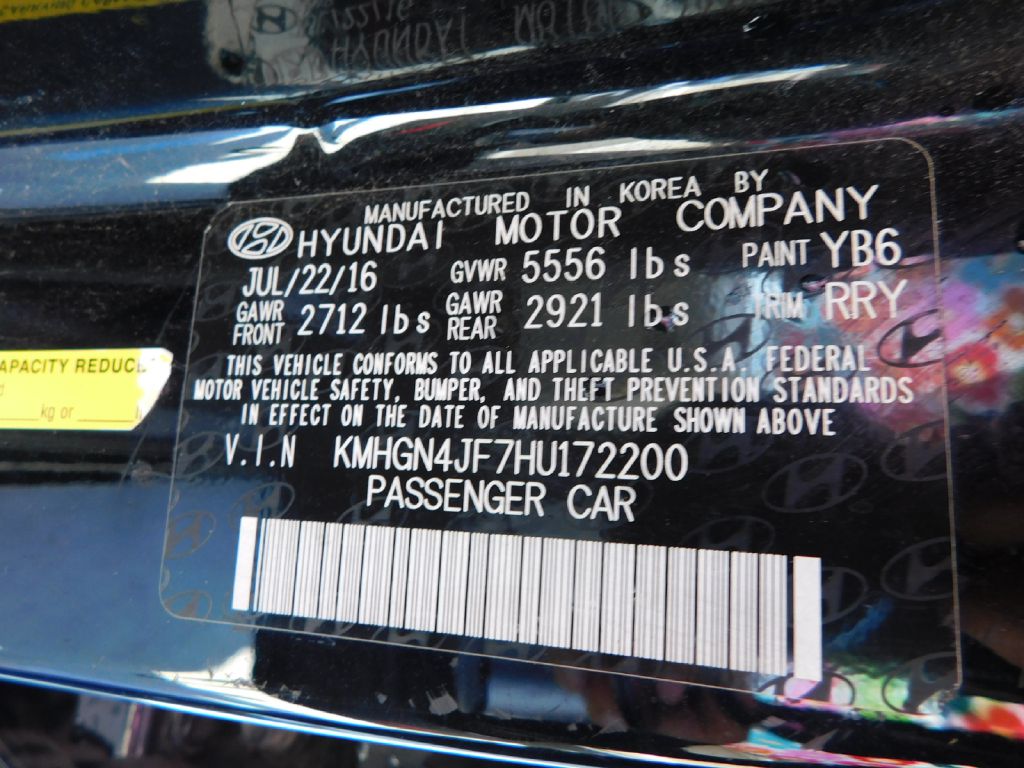 MANUFACTURED IN KOREA BY
HYUNDAI MOTOR COMPANY
JUL/22/16 GVWR 5556 lbs PAINT YB6
GAWR FRONT 2712 lbs GAWR REAR 2921 lbs TRIM RRY
THIS VEHICLE CONFORMS TO ALL APPLICABLE U.S.A. FEDERAL
MOTOR VEHICLE SAFETY, BUMPER, AND THEFT PREVENTION STANDARDS
IN EFFECT ON THE DATE OF MANUFACTURE SHOWN ABOVE
V.I.N KMHGN4JF7HU172200
PASSENGER CAR
APACITY REDUC
kg or